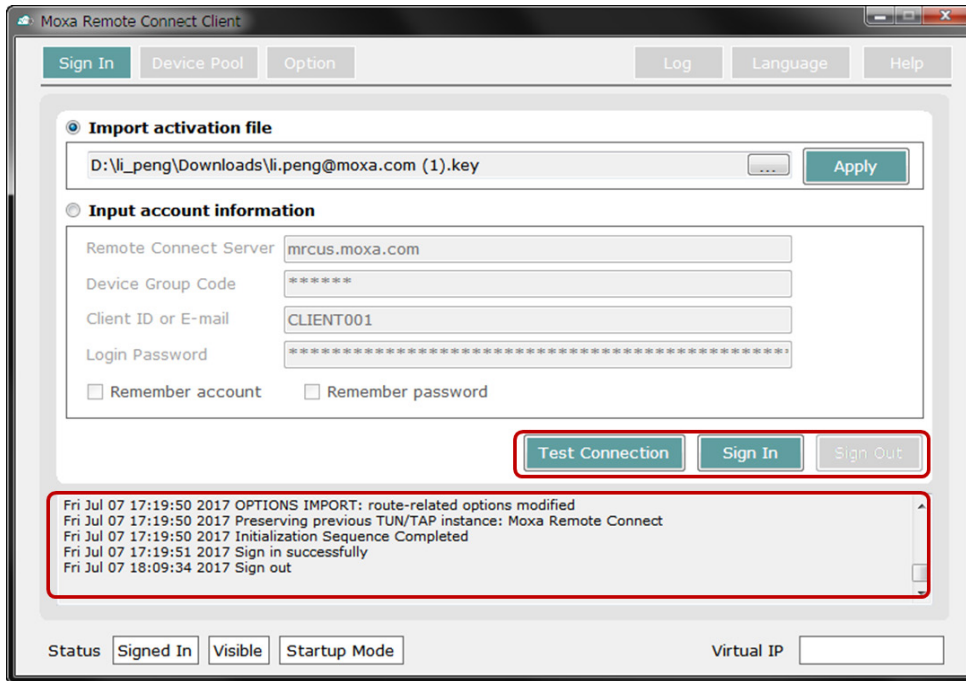 Moxa Remote Connect Client
Sign In Device Pool Option Log Language Help
Import activation file
D:\li_peng\Downloads\li.peng@moxa.com (1).key ... Apply
Input account information
Remote Connect Server mrcus.moxa.com
Device Group Code ******
Client ID or E-mail CLIENT001
Login Password **************************************************
Remember account Remember password
Test Connection Sign In Sign Out
Fri Jul 07 17:19:50 2017 OPTIONS IMPORT: route-related options modified
Fri Jul 07 17:19:50 2017 Preserving previous TUN/TAP instance: Moxa Remote Connect
Fri Jul 07 17:19:50 2017 Initialization Sequence Completed
Fri Jul 07 17:19:51 2017 Sign in successfully
Fri Jul 07 18:09:34 2017 Sign out
Status Signed In Visible Startup Mode Virtual IP